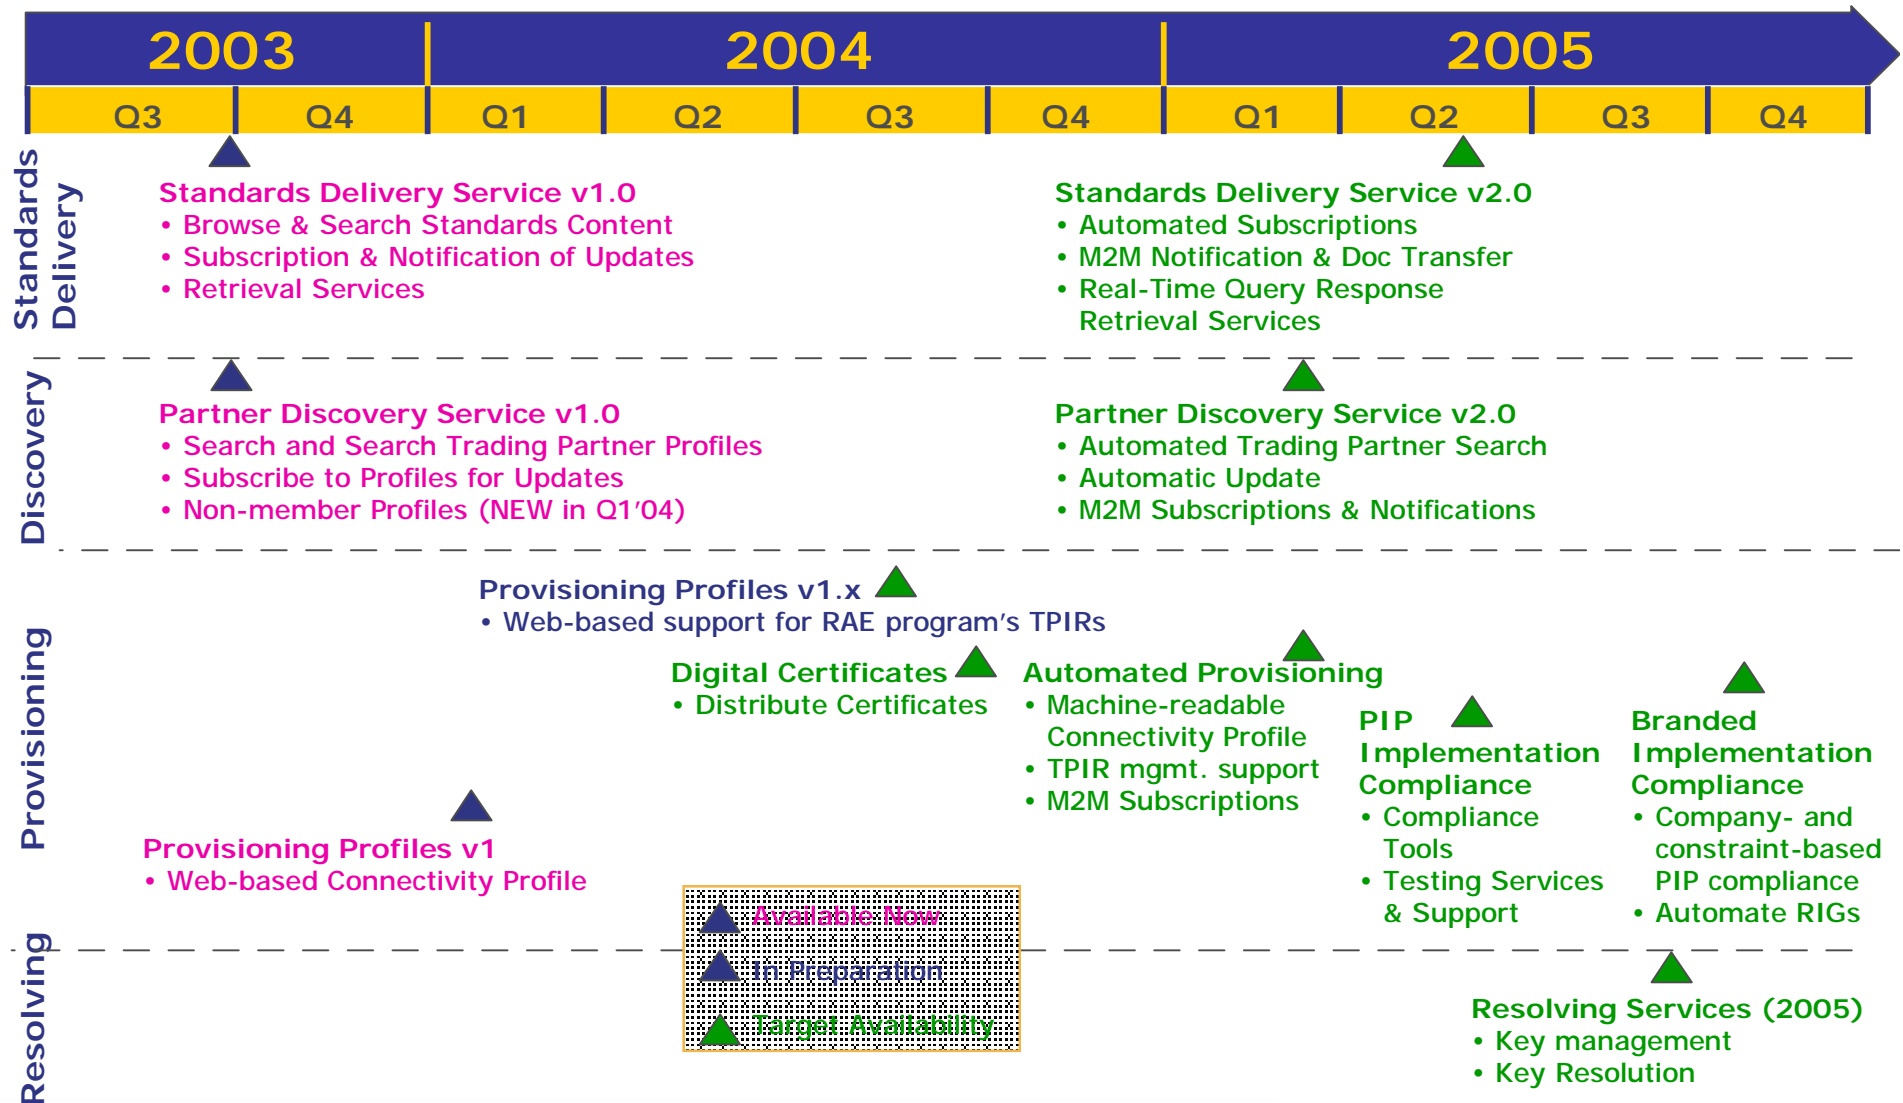 2003 2004 2005
Q3 Q4 Q1 Q2 Q3 Q4 Q1 Q2 Q3 Q4
Standards
Delivery
Standards Delivery Service v1.0
• Browse & Search Standards Content
• Subscription & Notification of Updates
• Retrieval Services
Standards Delivery Service v2.0
• Automated Subscriptions
• M2M Notification & Doc Transfer
• Real-Time Query Response
Retrieval Services
Discovery
Partner Discovery Service v1.0
• Search and Search Trading Partner Profiles
• Subscribe to Profiles for Updates
• Non-member Profiles (NEW in Q1'04)
Partner Discovery Service v2.0
• Automated Trading Partner Search
• Automatic Update
• M2M Subscriptions & Notifications
Provisioning
Provisioning Profiles v1.x
• Web-based support for RAE program's TPIRs
Digital Certificates
• Distribute Certificates
Automated Provisioning
• Machine-readable
Connectivity Profile
• TPIR mgmt. support
• M2M Subscriptions
PIP
Implementation
Compliance
• Compliance
Tools
• Testing Services
& Support
Branded
Implementation
Compliance
• Company- and
constraint-based
PIP compliance
• Automate RIGs
Provisioning Profiles v1
• Web-based Connectivity Profile
Available Now
In Preparation
Target Availability
Resolving
Resolving Services (2005)
• Key management
• Key Resolution